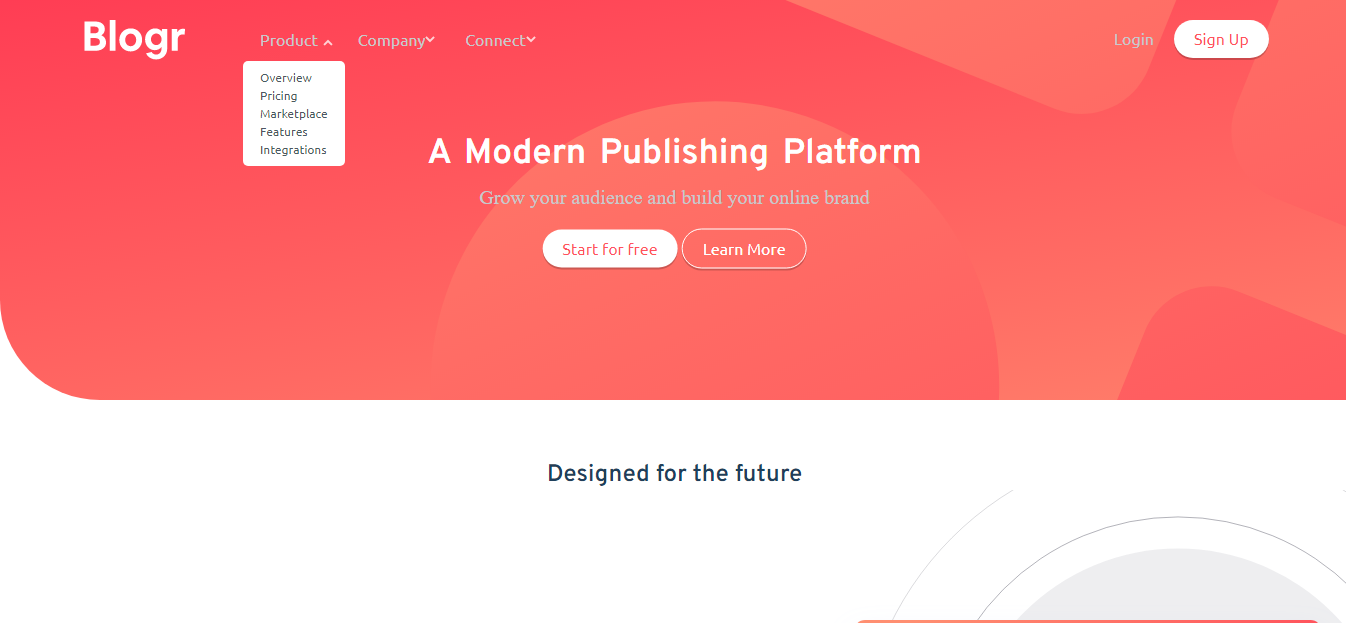 Blogr Product Company Connect Login Sign Up
Overview
Pricing
Marketplace
Features
Integrations
A Modern Publishing Platform
Grow your audience and build your online brand
Start for free Learn More
Designed for the future